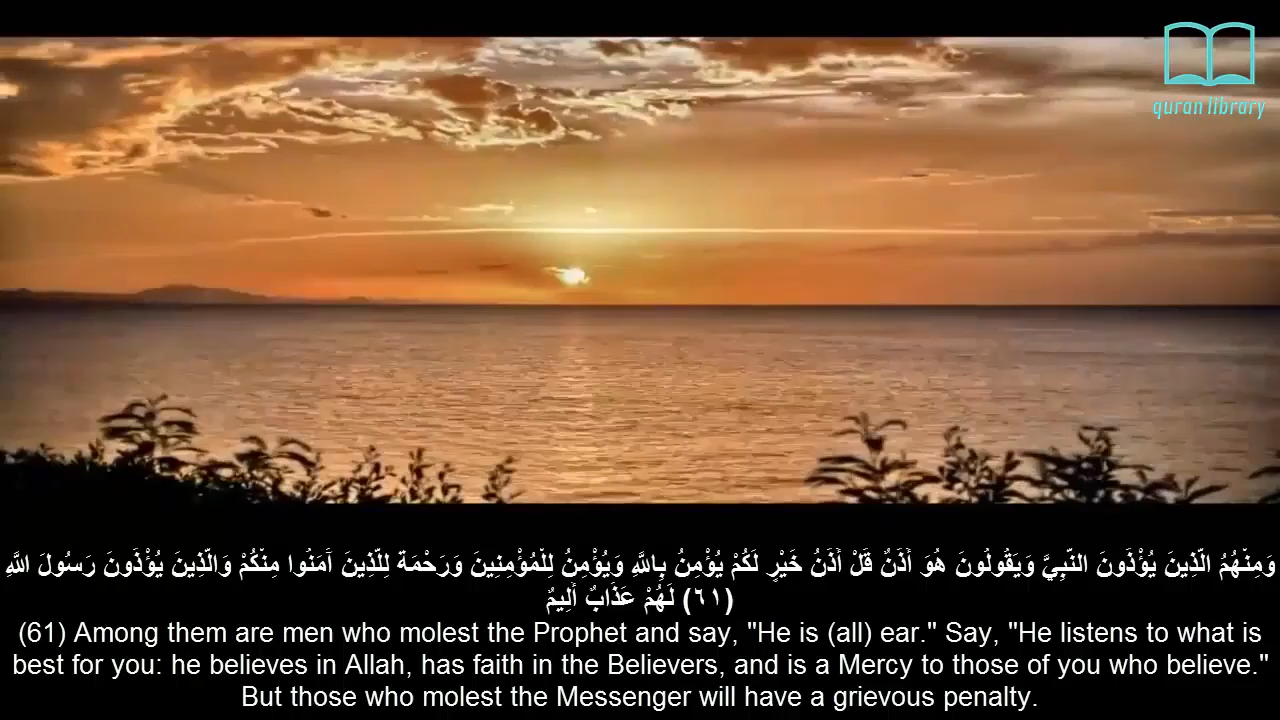 quran library
وَمِنْهُمُ الَّذِينَ يُؤْذُونَ النَّبِيَّ وَيَقُولُونَ هُوَ أُذُنٌ قُلْ أُذُنُ خَيْرٍ لَكُمْ يُؤْمِنُ بِاللَّهِ وَيُؤْمِنُ لِلْمُؤْمِنِينَ وَرَحْمَةٌ لِلَّذِينَ آمَنُوا مِنْكُمْ وَالَّذِينَ يُؤْذُونَ رَسُولَ اللَّهِ
لَهُمْ عَذَابٌ أَلِيمٌ (٦١)
(61) Among them are men who molest the Prophet and say, "He is (all) ear." Say, "He listens to what is
best for you: he believes in Allah, has faith in the Believers, and is a Mercy to those of you who believe."
But those who molest the Messenger will have a grievous penalty.